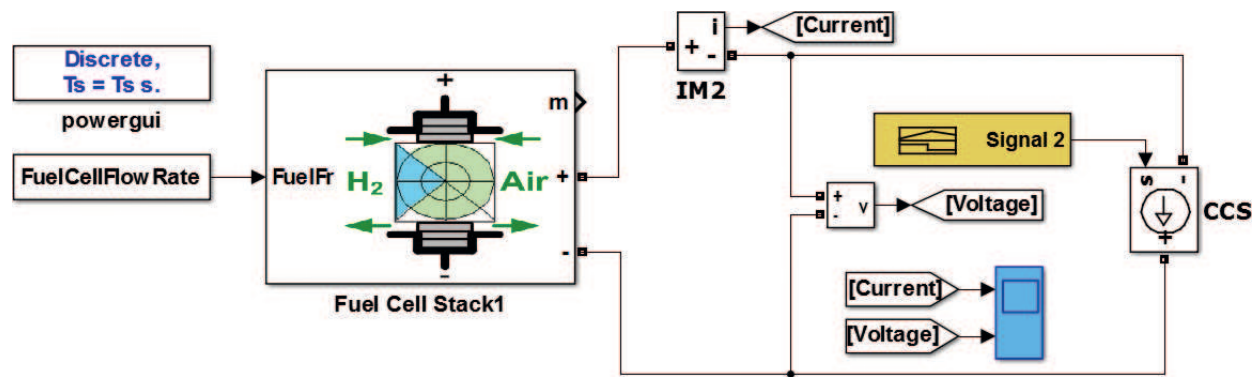 Discrete,
Ts = Ts s.
powergui
FuelCellFlow Rate
FuelFr
+
H2
Air
-
m
+
-
Fuel Cell Stack1
+
i
-
IM2
[Current]
Signal 2
+
-
v
[Voltage]
s
-
+
CCS
[Current]
[Voltage]